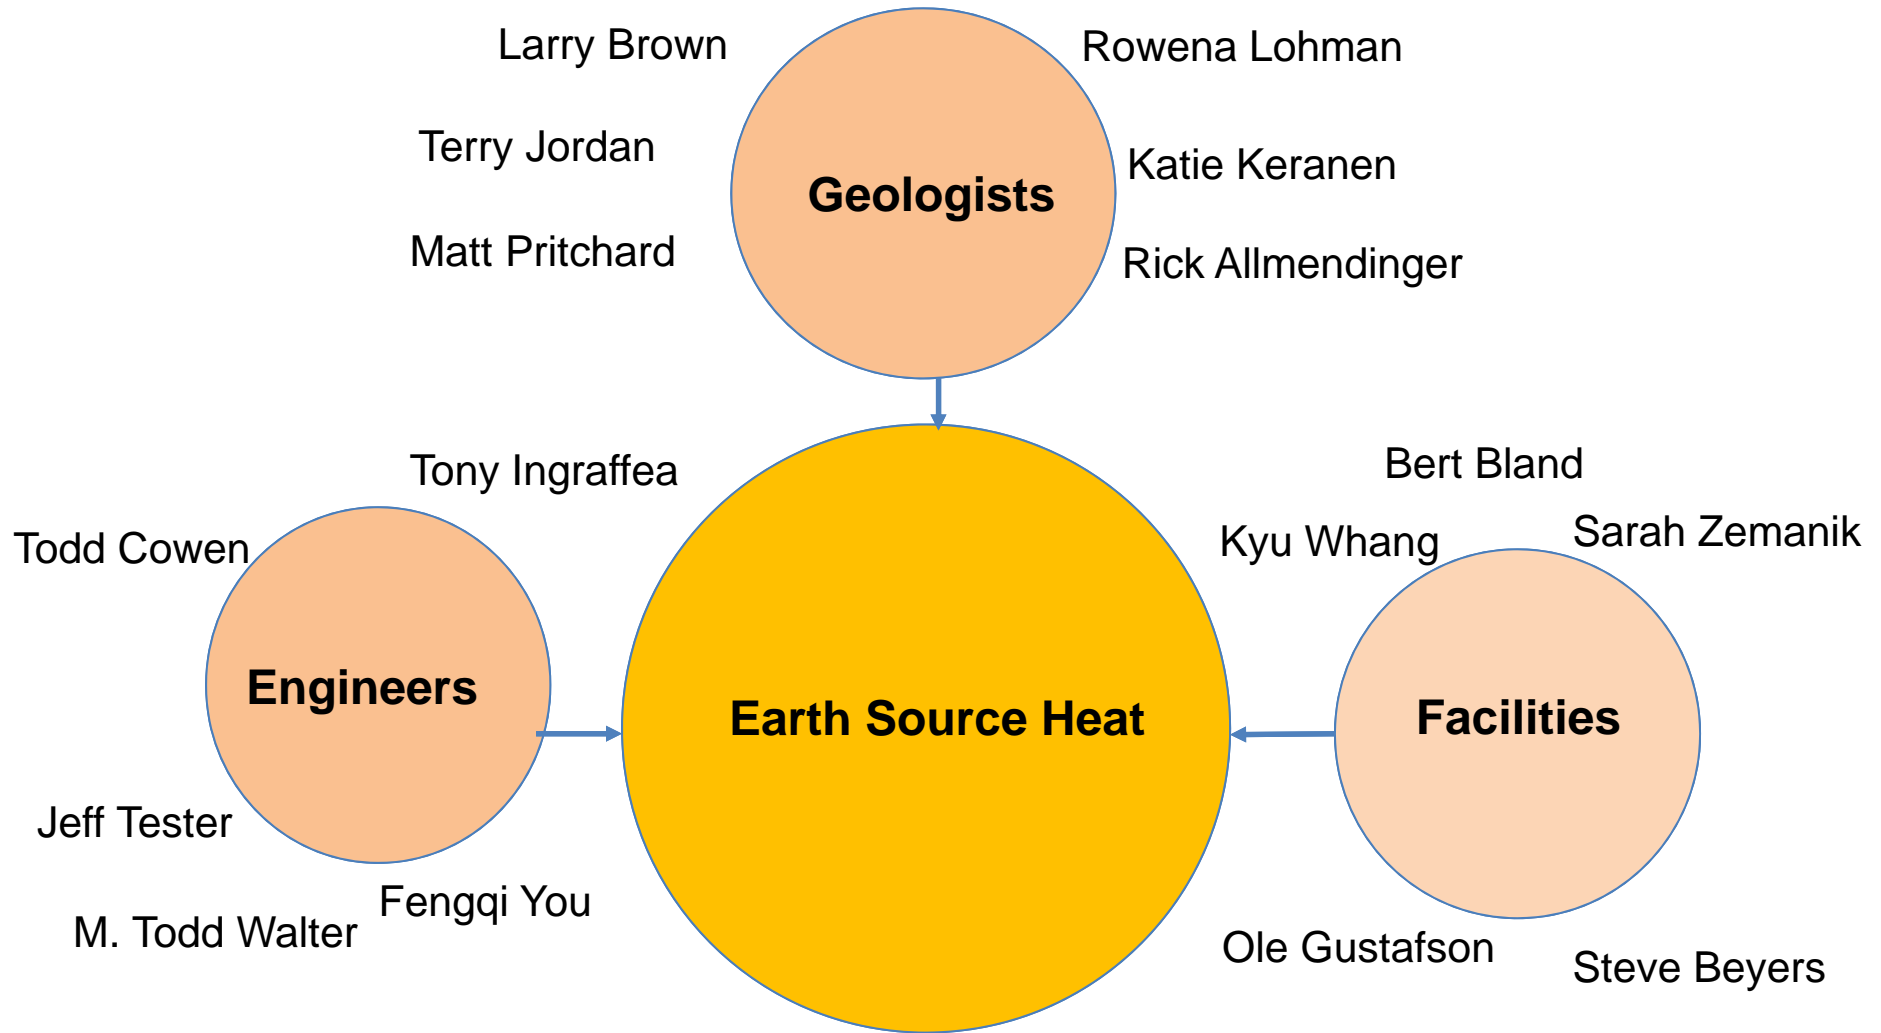 Larry Brown
Rowena Lohman
Terry Jordan
Katie Keranen
Geologists
Matt Pritchard
Rick Allmendinger
Tony Ingraffea
Bert Bland
Todd Cowen
Kyu Whang
Sarah Zemanik
Engineers
Earth Source Heat
Facilities
Jeff Tester
Fengqi You
M. Todd Walter
Ole Gustafson
Steve Beyers